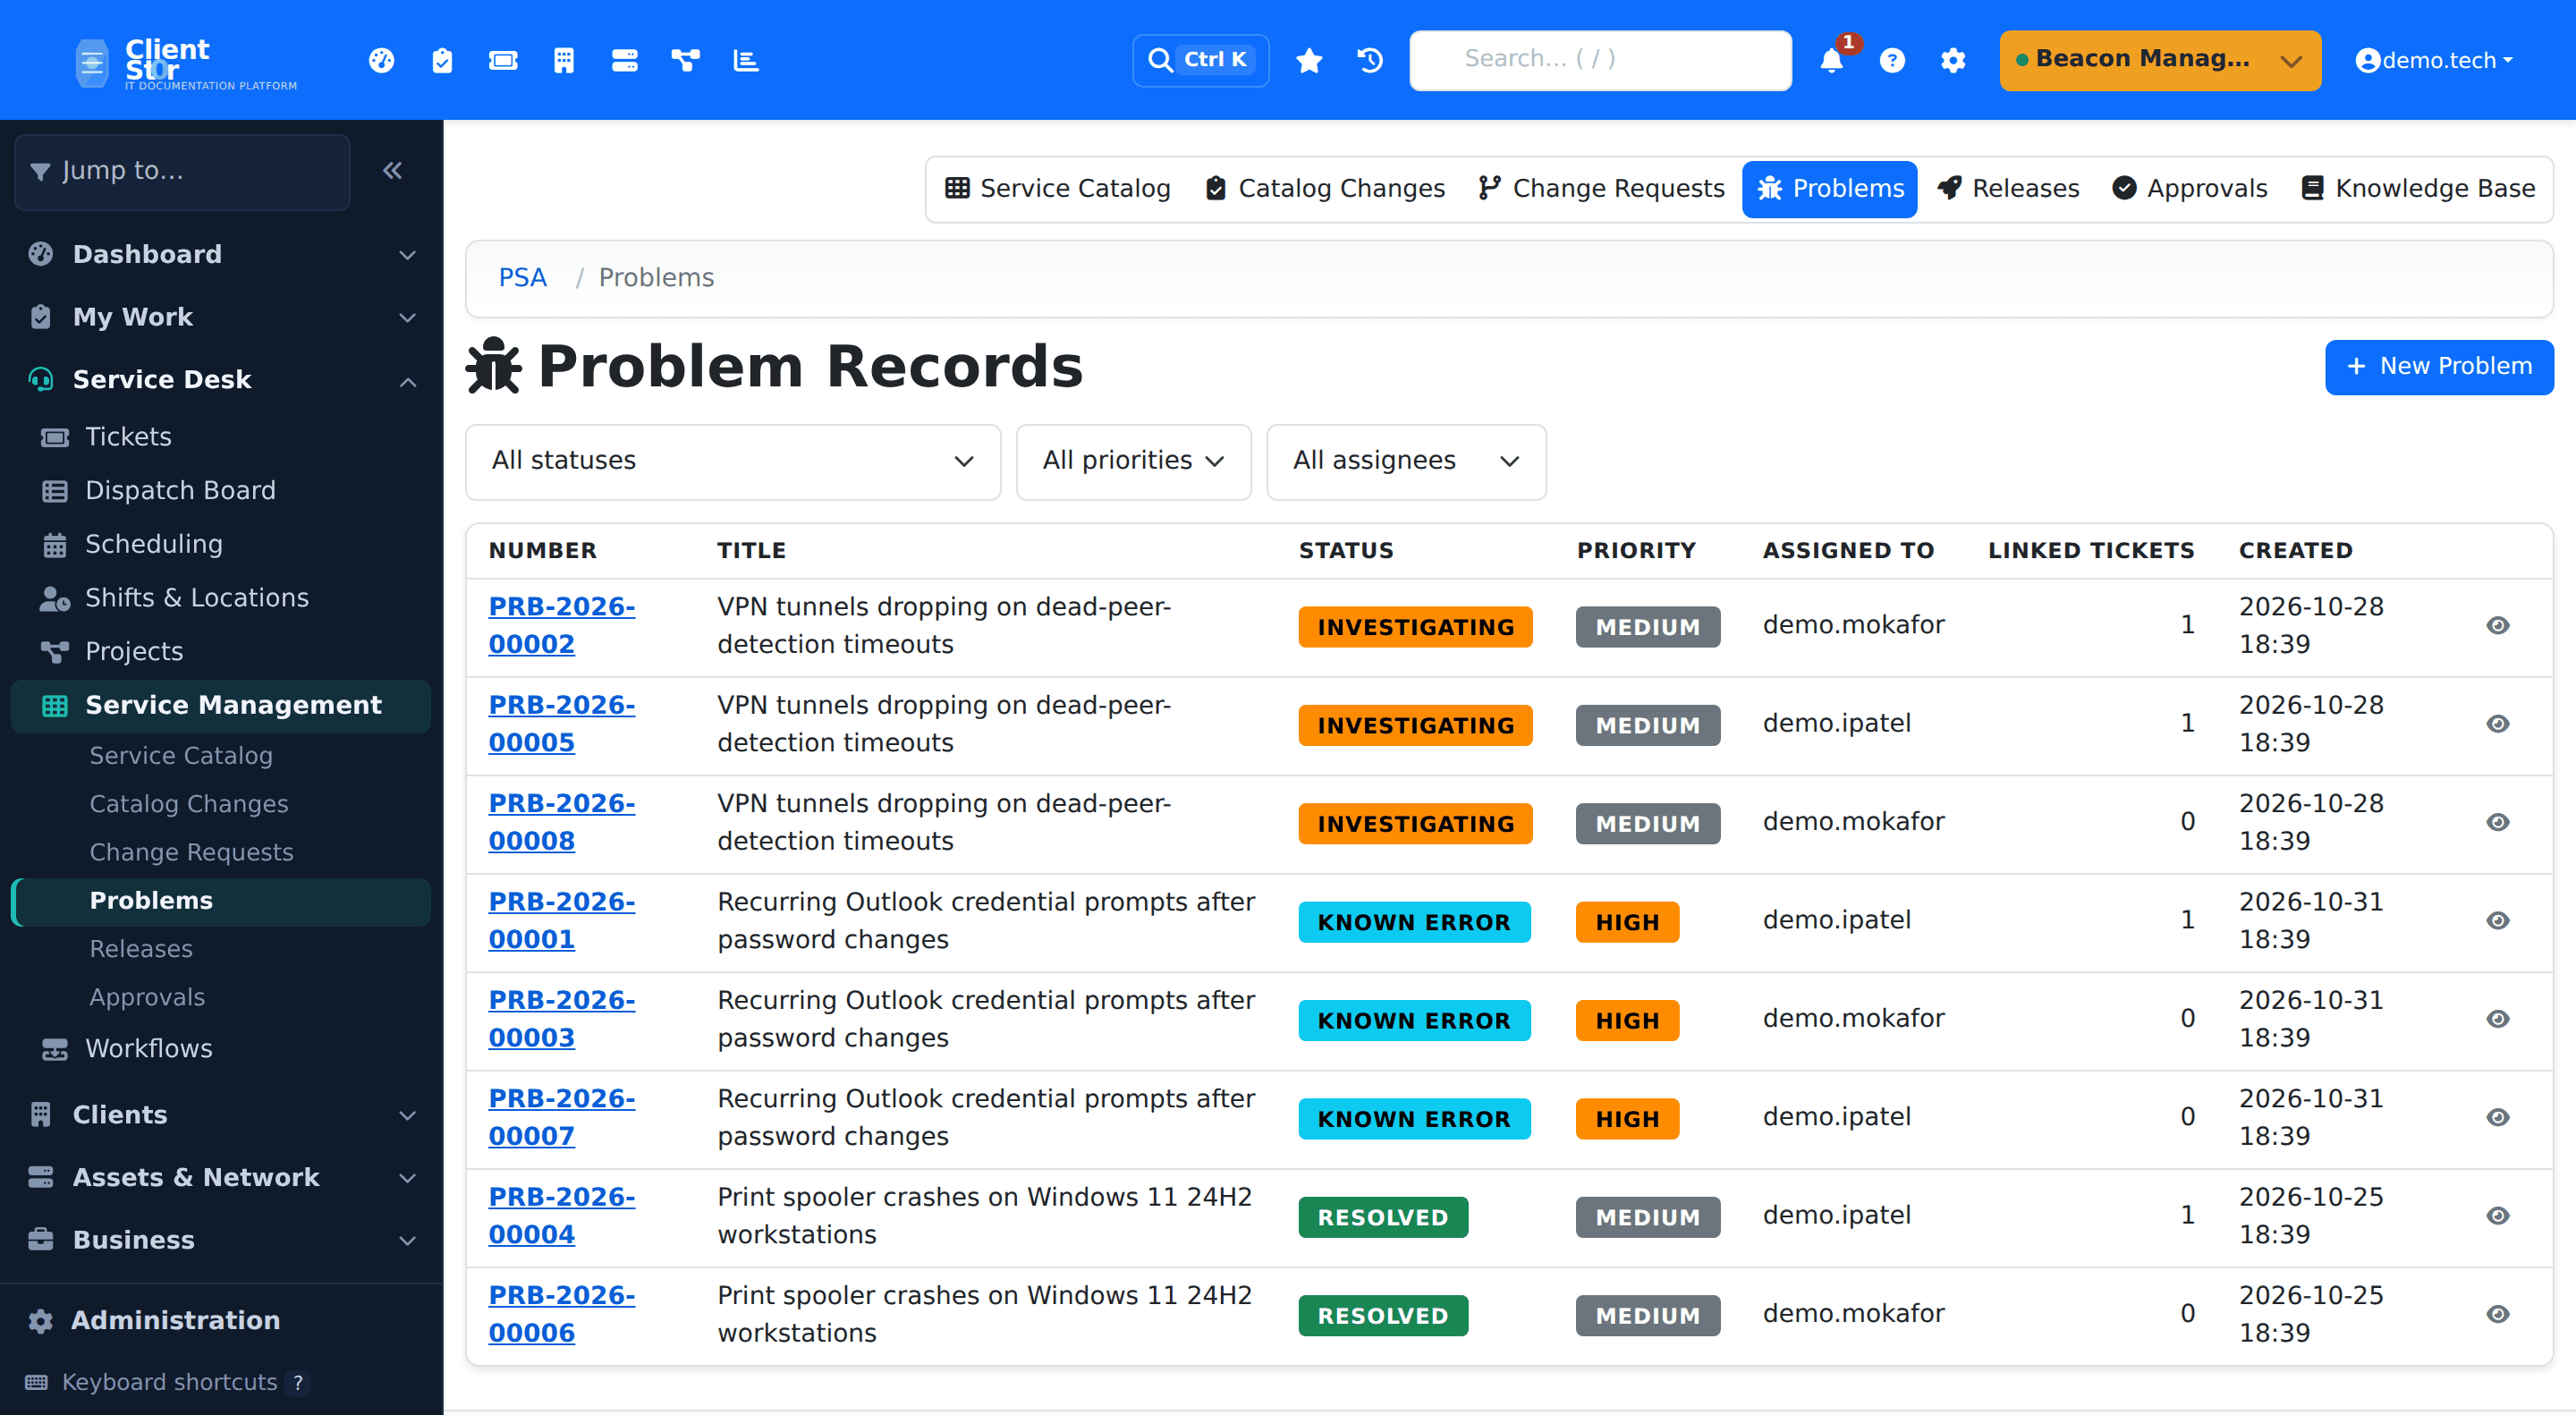 Client
St0r
IT DOCUMENTATION PLATFORM
Ctrl K
Search... ( / )
1
Beacon Manag...
demo.tech
Jump to...
Dashboard
My Work
Service Desk
Tickets
Dispatch Board
Scheduling
Shifts & Locations
Projects
Service Management
Service Catalog
Catalog Changes
Change Requests
Problems
Releases
Approvals
Workflows
Clients
Assets & Network
Business
Administration
Keyboard shortcuts ?
Service Catalog
Catalog Changes
Change Requests
Problems
Releases
Approvals
Knowledge Base
PSA / Problems
Problem Records
+ New Problem
All statuses
All priorities
All assignees
NUMBER TITLE STATUS PRIORITY ASSIGNED TO LINKED TICKETS CREATED
PRB-2026-00002 VPN tunnels dropping on dead-peer-detection timeouts INVESTIGATING MEDIUM demo.mokafor 1 2026-10-28 18:39
PRB-2026-00005 VPN tunnels dropping on dead-peer-detection timeouts INVESTIGATING MEDIUM demo.ipatel 1 2026-10-28 18:39
PRB-2026-00008 VPN tunnels dropping on dead-peer-detection timeouts INVESTIGATING MEDIUM demo.mokafor 0 2026-10-28 18:39
PRB-2026-00001 Recurring Outlook credential prompts after password changes KNOWN ERROR HIGH demo.ipatel 1 2026-10-31 18:39
PRB-2026-00003 Recurring Outlook credential prompts after password changes KNOWN ERROR HIGH demo.mokafor 0 2026-10-31 18:39
PRB-2026-00007 Recurring Outlook credential prompts after password changes KNOWN ERROR HIGH demo.ipatel 0 2026-10-31 18:39
PRB-2026-00004 Print spooler crashes on Windows 11 24H2 workstations RESOLVED MEDIUM demo.ipatel 1 2026-10-25 18:39
PRB-2026-00006 Print spooler crashes on Windows 11 24H2 workstations RESOLVED MEDIUM demo.mokafor 0 2026-10-25 18:39